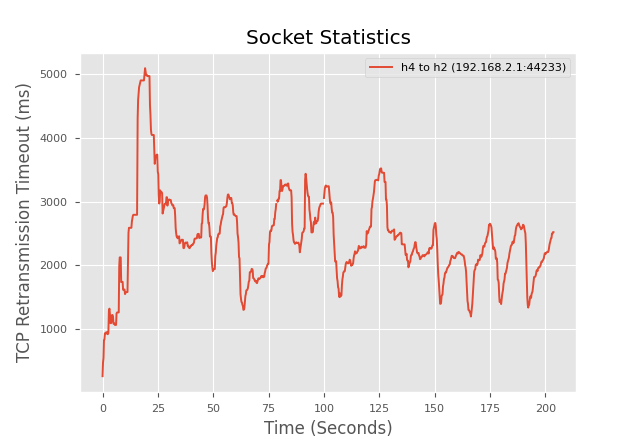 Socket Statistics
h4 to h2 (192.168.2.1:44233)
TCP Retransmission Timeout (ms)
5000
4000
3000
2000
1000
0 25 50 75 100 125 150 175 200
Time (Seconds)